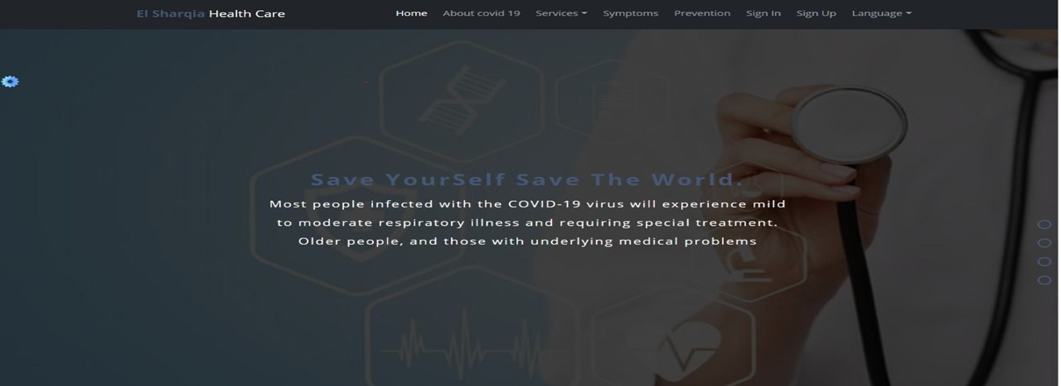 El Sharqia Health Care
Home About covid 19 Services Symptoms Prevention Sign In Sign Up Language
Save YourSelf Save The World.
Most people infected with the COVID-19 virus will experience mild
to moderate respiratory illness and requiring special treatment.
Older people, and those with underlying medical problems